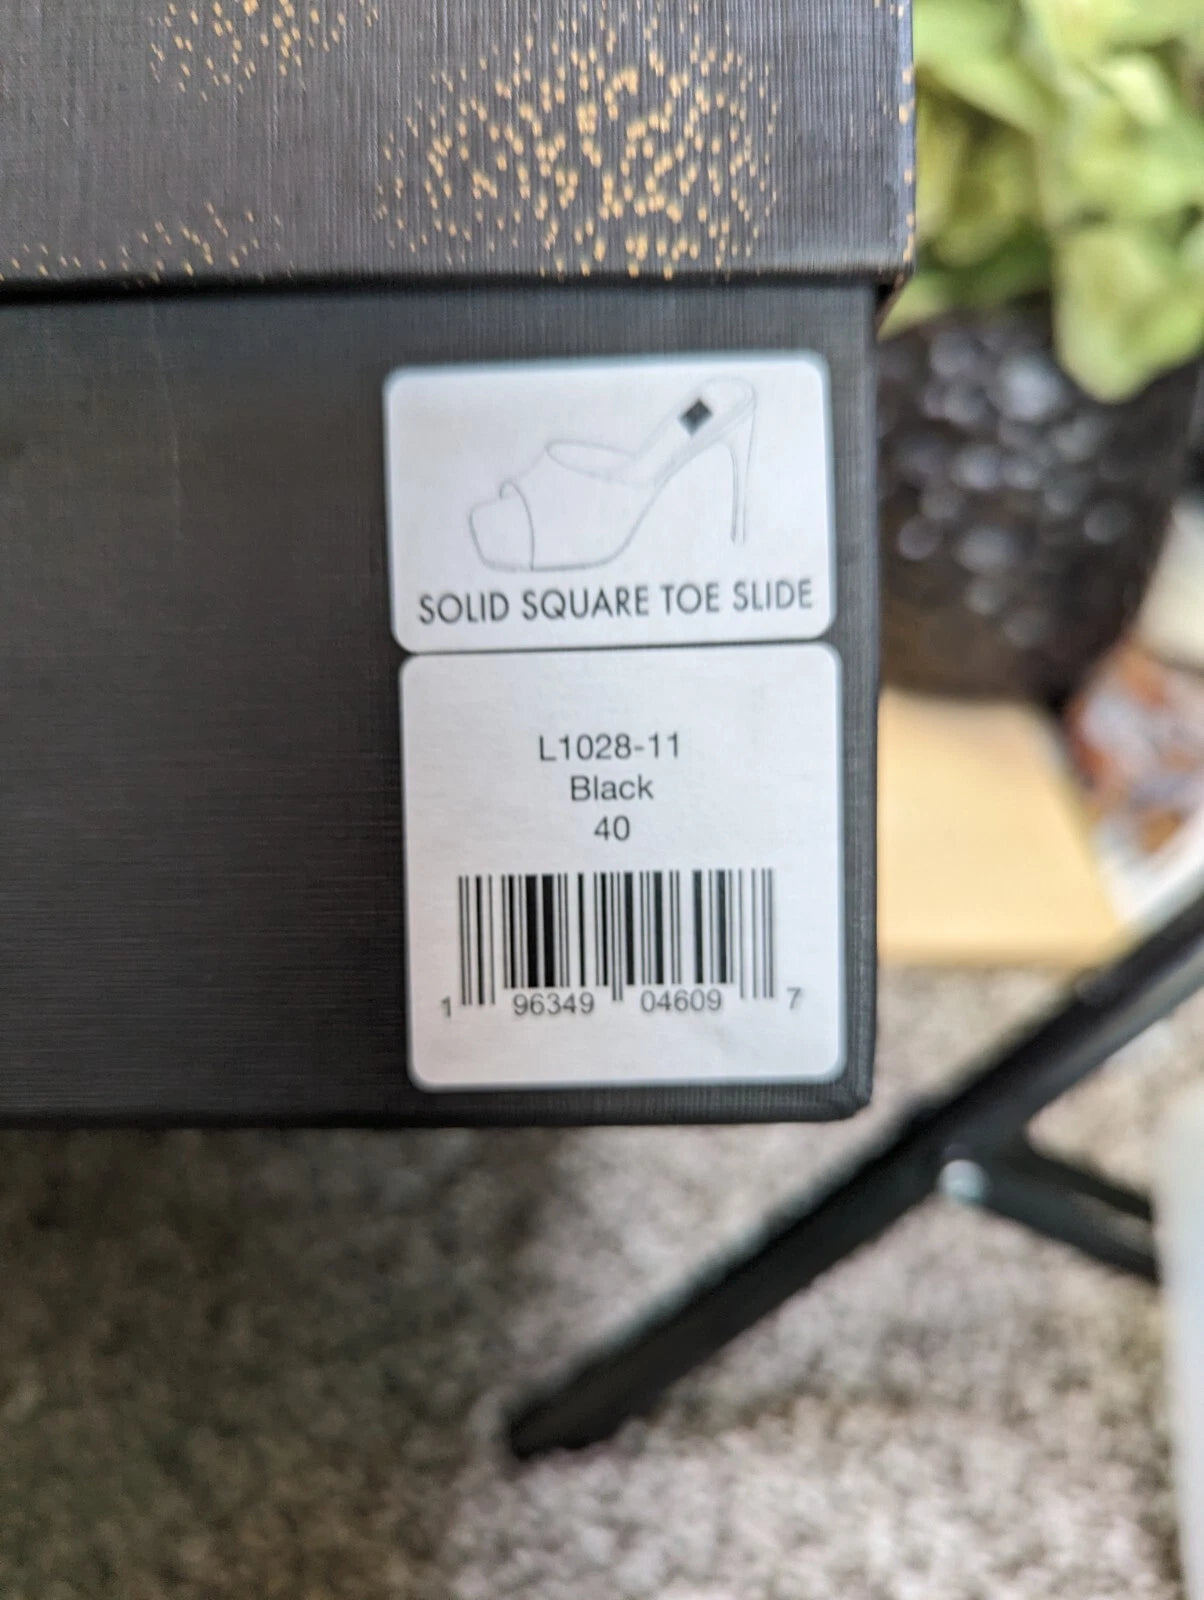 SOLID SQUARE TOE SLIDE
L1028-11
Black
40
1 96349 04609 7